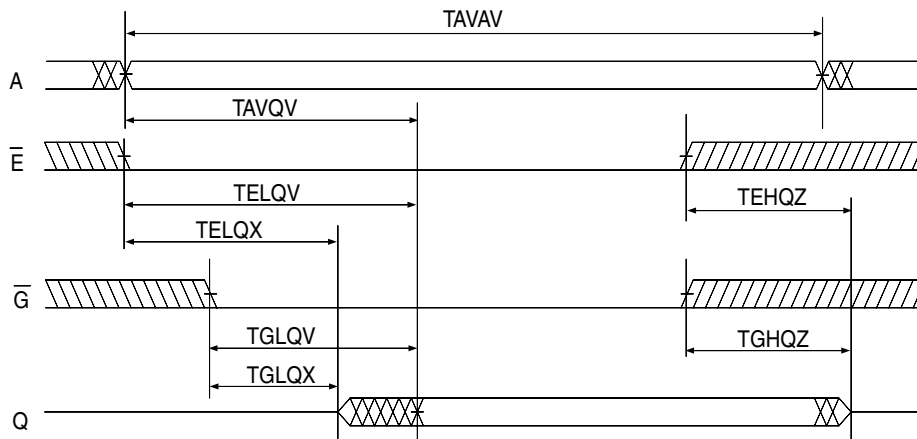 TAVAV
A
TAVQV
E̅
TELQV
TEHQZ
TELQX
G̅
TGLQV
TGHQZ
TGLQX
Q